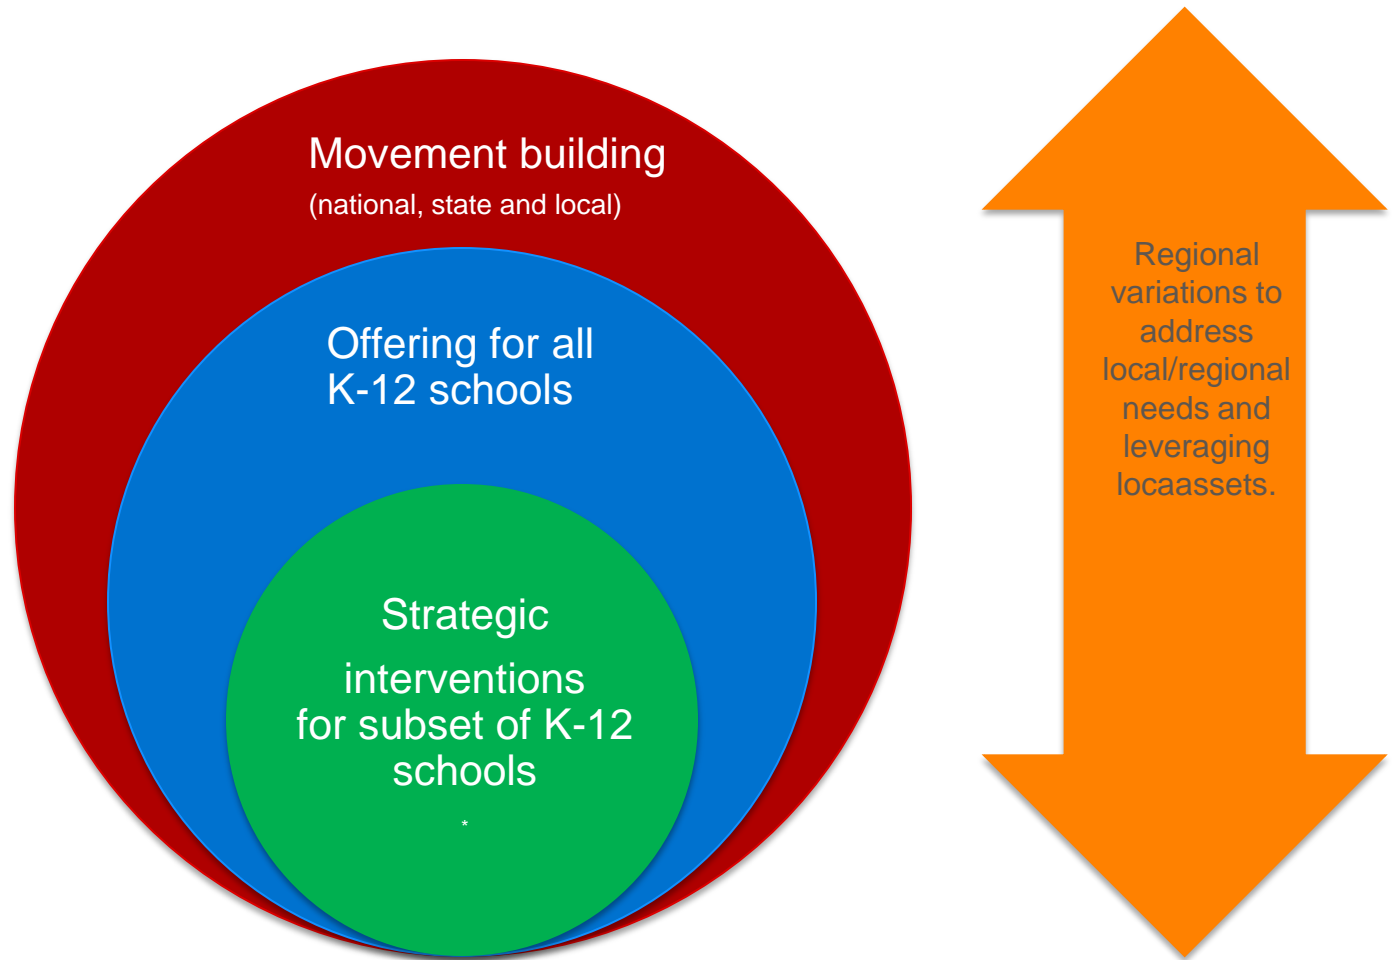 Movement building
(national, state and local)
Offering for all
K-12 schools
Strategic
interventions
for subset of K-12
schools
*
Regional
variations to
address
local/regional
needs and
leveraging
locaassets.